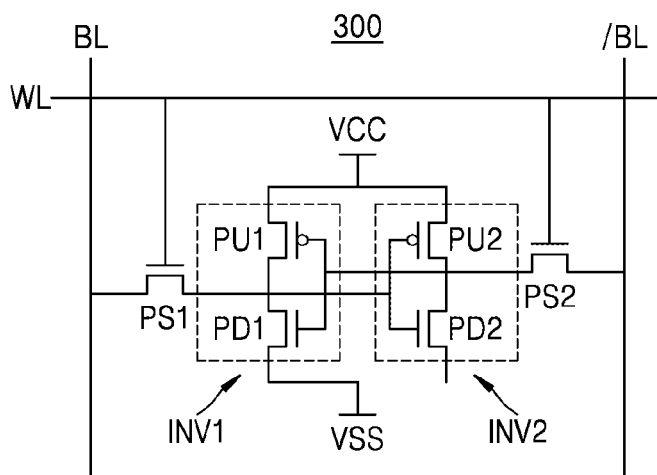 300
BL
/BL
WL
VCC
PU1
PU2
PS1
PD1
PD2
PS2
INV1
VSS
INV2